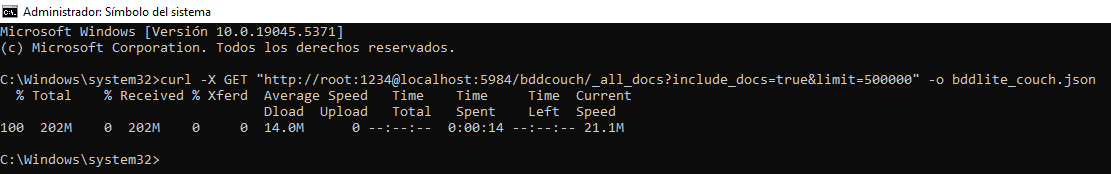 Administrador: Símbolo del sistema
Microsoft Windows [Versión 10.0.19045.5371]
(c) Microsoft Corporation. Todos los derechos reservados.
C:\Windows\system32>curl -X GET "http://root:1234@localhost:5984/bddcouch/_all_docs?include_docs=true&limit=500000" -o bddlite_couch.json
  % Total    % Received % Xferd  Average Speed   Time    Time     Time  Current
                                 Dload  Upload   Total   Spent    Left  Speed
100  202M    0  202M    0     0  14.0M      0 --:--:--  0:00:14 --:--:-- 21.1M
C:\Windows\system32>